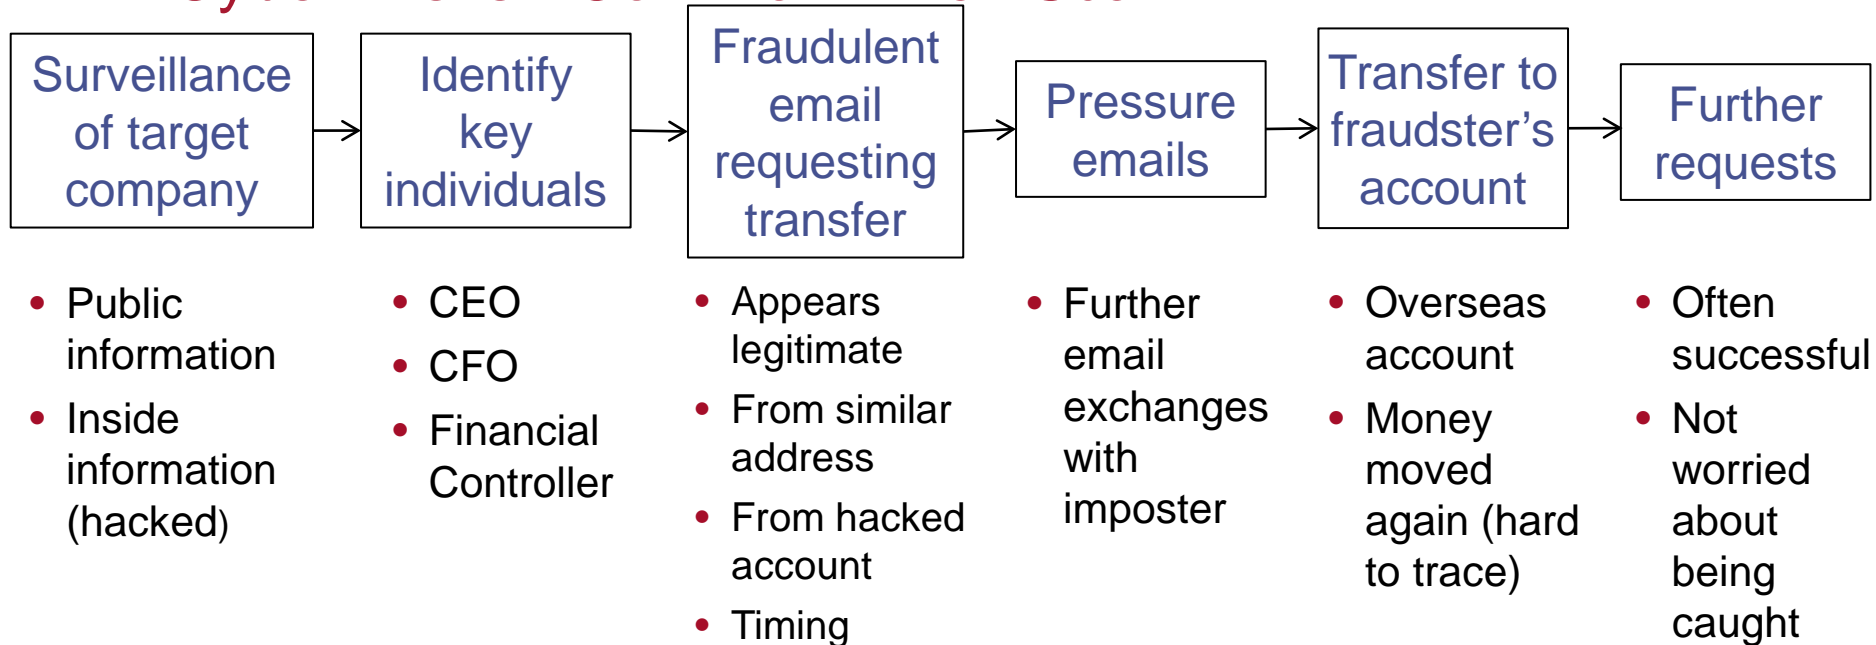 Surveillance
of target
company
Identify
key
individuals
Fraudulent
email
requesting
transfer
Pressure
emails
Transfer to
fraudster’s
account
Further
requests
• Public
information
• Inside
information
(hacked)
• CEO
• CFO
• Financial
Controller
• Appears
legitimate
• From similar
address
• From hacked
account
• Timing
• Further
email
exchanges
with
imposter
• Overseas
account
• Money
moved
again (hard
to trace)
• Often
successful
• Not
worried
about
being
caught